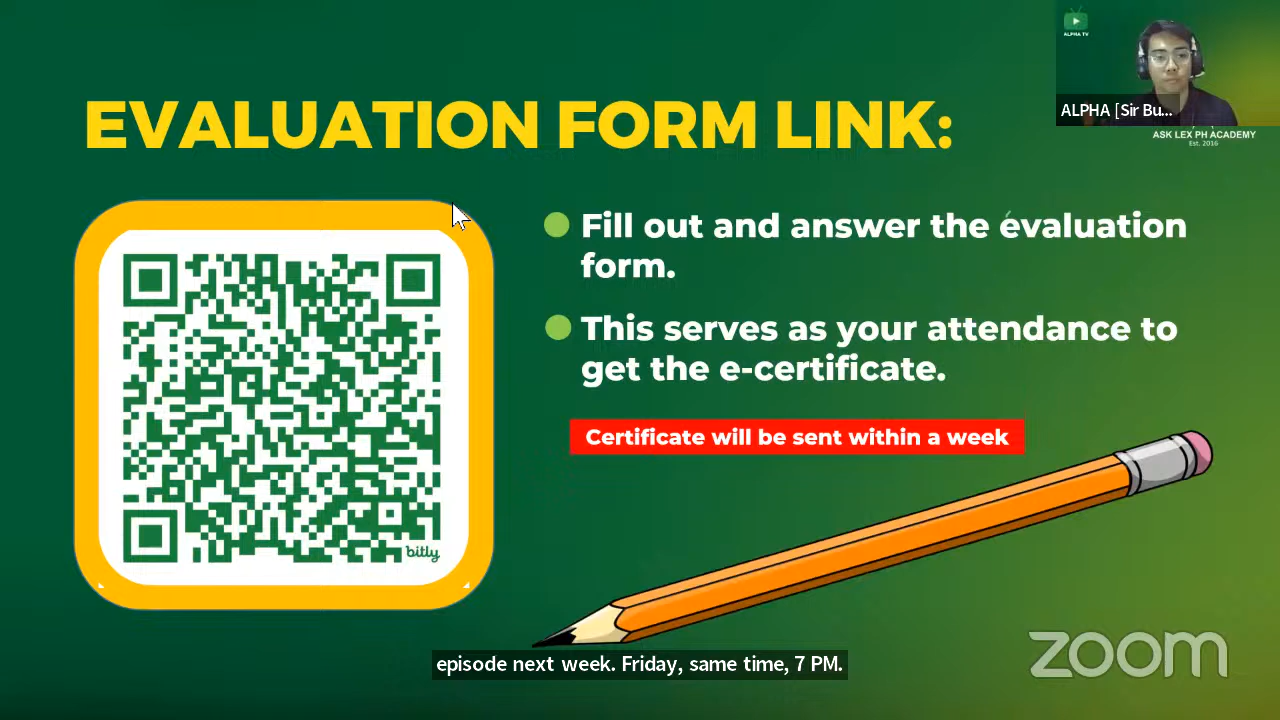 ALPHA TV
ALPHA [Sir Bu...
ASK LEX PH ACADEMY
Est. 2016
EVALUATION FORM LINK:
Fill out and answer the evaluation
form.
This serves as your attendance to
get the e-certificate.
Certificate will be sent within a week
bitly
episode next week. Friday, same time, 7 PM.
zoom